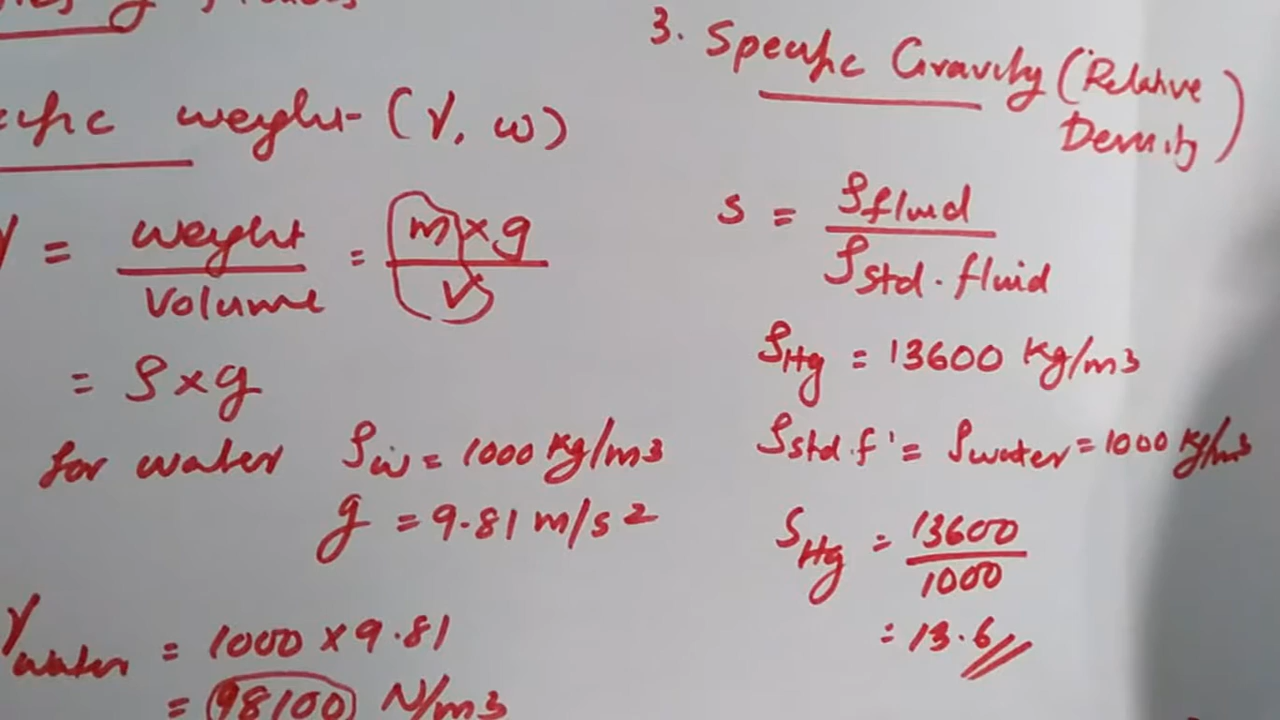 weight (γ, ω)
γ = weight / Volume = m×g / V
= ρ×g
for water ρw = 1000 Kg/m3
g = 9.81 m/s2
γwater = 1000 × 9.81
= 98100 N/m3
3. Specific Gravity (Relative
Density)
S = ρfluid / ρstd. fluid
ρHg = 13600 Kg/m3
ρstd.f' = ρwater = 1000 Kg/m3
SHg = 13600 / 1000
= 13.6